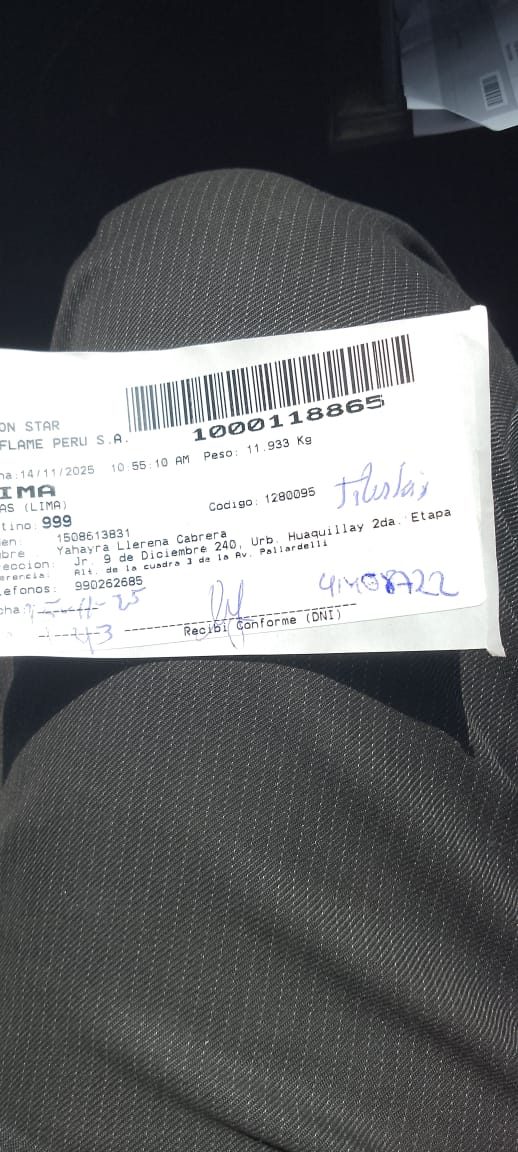 ON STAR
FLAME PERU S.A.
1000118865
ha:14/11/2025 10:55:10 AM Peso: 11.933 Kg
IMA
AS (LIMA)
Codigo: 1280095
tino: 999
en: 1508613831
bre Yahayra Llerena Cabrera
eccion: Jr. 9 de Diciembre 240, Urb. Huaquillay 2da. Etapa
erencia: Alt. de la cuadra 3 de la Av. Pallardelli
efonos: 990262685
cha:
Recibi Conforme (DNI)